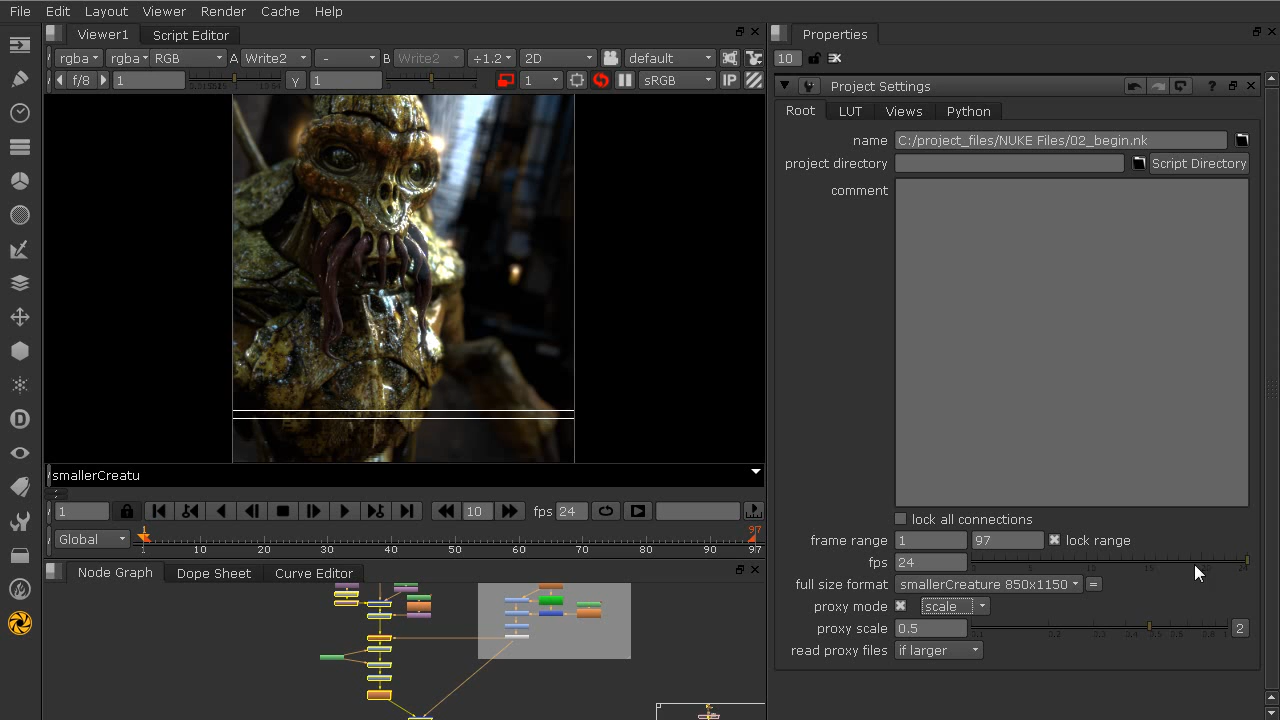 File Edit Layout Viewer Render Cache Help
Viewer1 Script Editor
Properties
rgba rgba RGB A Write2 - B Write2 ÷1.2 2D default
10
f/8 1 Y 1 1 sRGB IP
Project Settings
?
Root LUT Views Python
name C:/project_files/NUKE Files/02_begin.nk
project directory Script Directory
comment
smallerCreatu
1 10 fps 24
lock all connections
97
Global
1 10 20 30 40 50 60 70 80 90 97
frame range 1 97 lock range
fps 24
Node Graph Dope Sheet Curve Editor
full size format smallerCreature 850x1150 =
proxy mode scale
proxy scale 0.5 2
read proxy files if larger